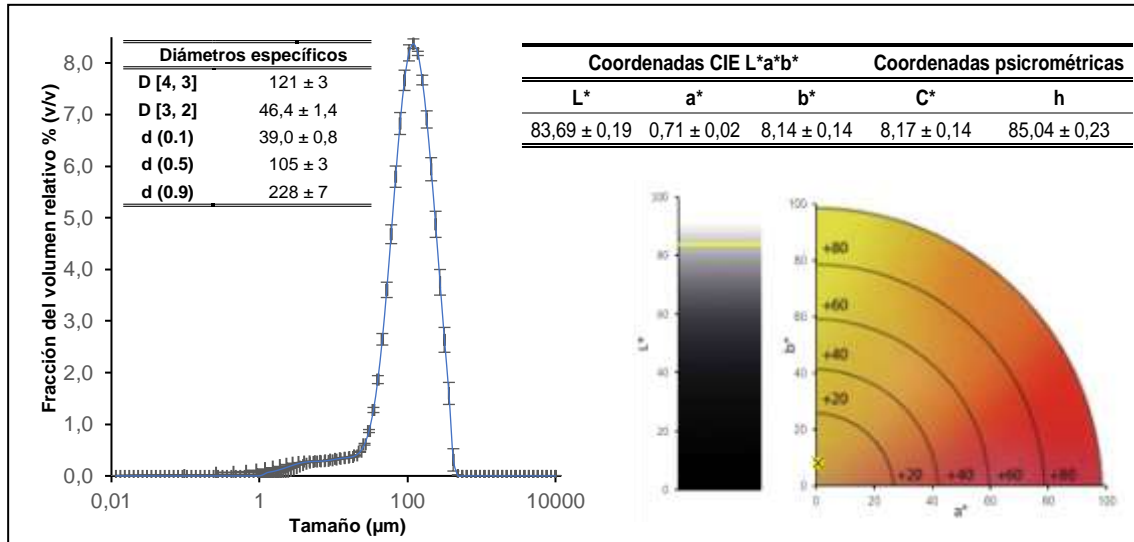 Diámetros específicos
D [4, 3] 121 ± 3
D [3, 2] 46,4 ± 1,4
d (0.1) 39,0 ± 0,8
d (0.5) 105 ± 3
d (0.9) 228 ± 7
Fracción del volumen relativo % (v/v)
8,0
7,0
6,0
5,0
4,0
3,0
2,0
1,0
0,0
0,01 1 100 10000
Tamaño (µm)
Coordenadas CIE L*a*b* Coordenadas psicrométricas
L* a* b* C* h
83,69 ± 0,19 0,71 ± 0,02 8,14 ± 0,14 8,17 ± 0,14 85,04 ± 0,23
L*
100
80
60
40
20
0
b*
100
80
60
40
20
0
+80
+60
+40
+20
+20 +40 +60 +80
0 20 40 60 80 100
a*